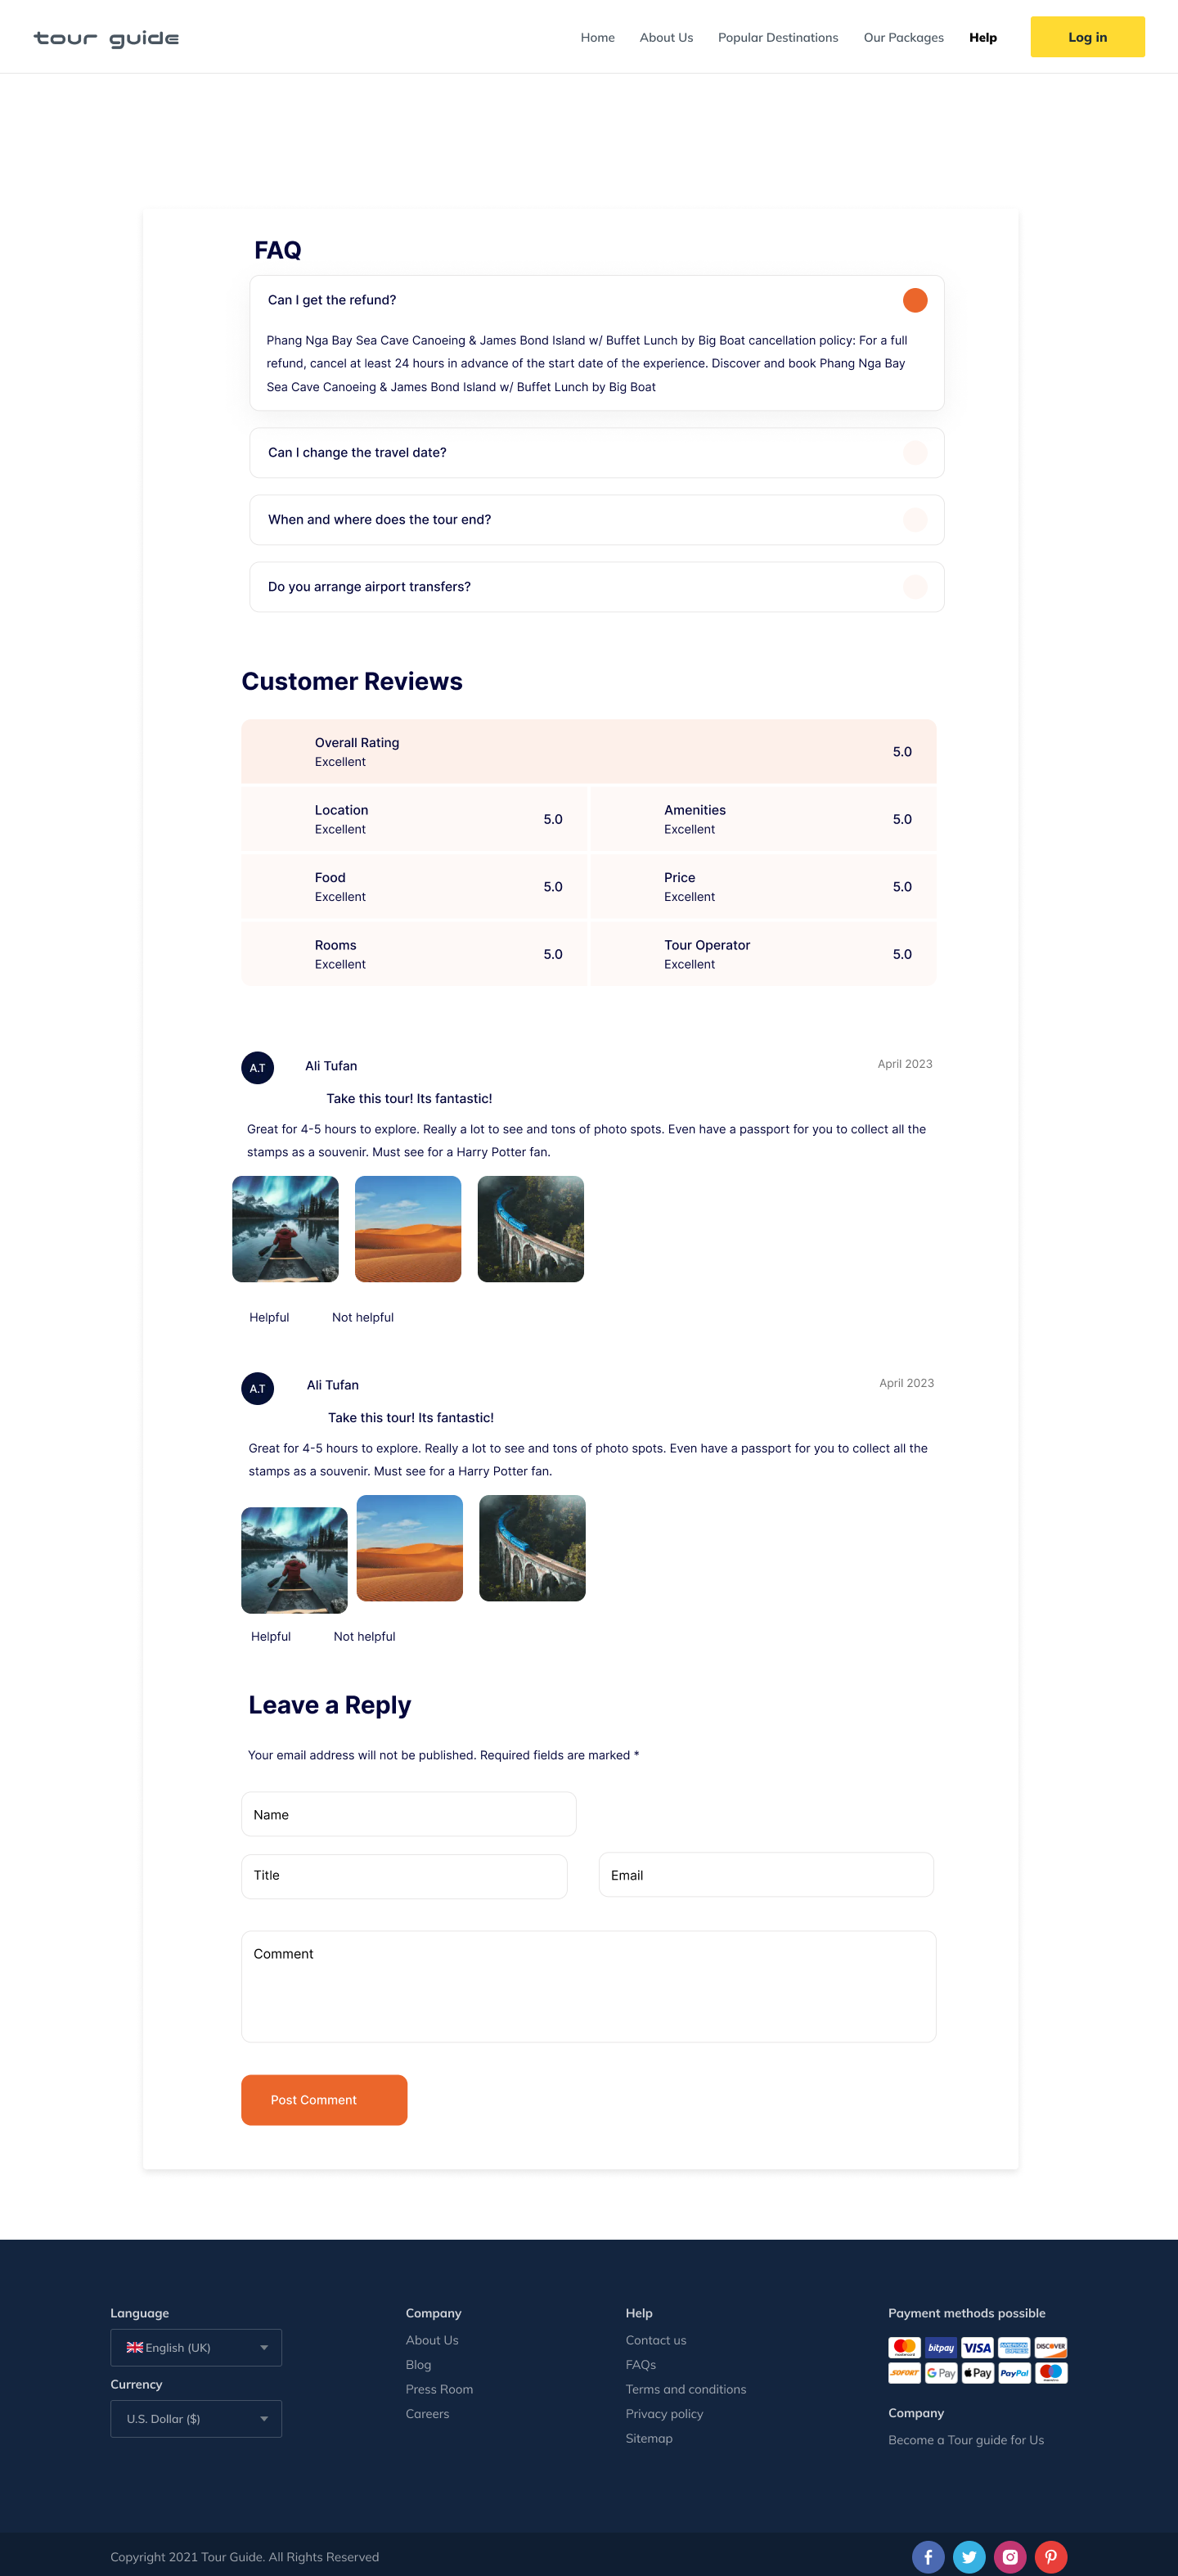 tour guide
Home
About Us
Popular Destinations
Our Packages
Help
Log in
FAQ
Can I get the refund?
Phang Nga Bay Sea Cave Canoeing & James Bond Island w/ Buffet Lunch by Big Boat cancellation policy: For a full
refund, cancel at least 24 hours in advance of the start date of the experience. Discover and book Phang Nga Bay
Sea Cave Canoeing & James Bond Island w/ Buffet Lunch by Big Boat
Can I change the travel date?
When and where does the tour end?
Do you arrange airport transfers?
Customer Reviews
Overall Rating
Excellent
5.0
Location
Excellent
5.0
Amenities
Excellent
5.0
Food
Excellent
5.0
Price
Excellent
5.0
Rooms
Excellent
5.0
Tour Operator
Excellent
5.0
A.T
Ali Tufan
April 2023
Take this tour! Its fantastic!
Great for 4-5 hours to explore. Really a lot to see and tons of photo spots. Even have a passport for you to collect all the
stamps as a souvenir. Must see for a Harry Potter fan.
Helpful
Not helpful
A.T
Ali Tufan
April 2023
Take this tour! Its fantastic!
Great for 4-5 hours to explore. Really a lot to see and tons of photo spots. Even have a passport for you to collect all the
stamps as a souvenir. Must see for a Harry Potter fan.
Helpful
Not helpful
Leave a Reply
Your email address will not be published. Required fields are marked *
Name
Title
Email
Comment
Post Comment
Language
English (UK)
Currency
U.S. Dollar ($)
Company
About Us
Blog
Press Room
Careers
Help
Contact us
FAQs
Terms and conditions
Privacy policy
Sitemap
Payment methods possible
bitpay
VISA
DISCOVER
SOFORT
G Pay
Pay
PayPal
Company
Become a Tour guide for Us
Copyright 2021 Tour Guide. All Rights Reserved